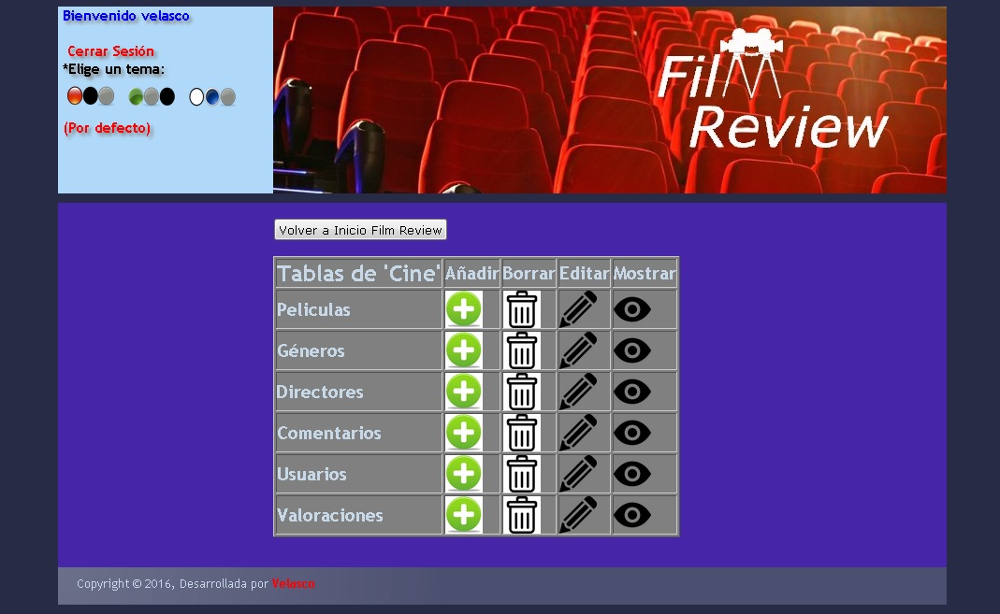 Bienvenido velasco
Cerrar Sesión
*Elige un tema:
(Por defecto)
Film
Review
Volver a Inicio Film Review
Tablas de 'Cine' Añadir Borrar Editar Mostrar
Peliculas
Géneros
Directores
Comentarios
Usuarios
Valoraciones
Copyright © 2016, Desarrollada por Velasco